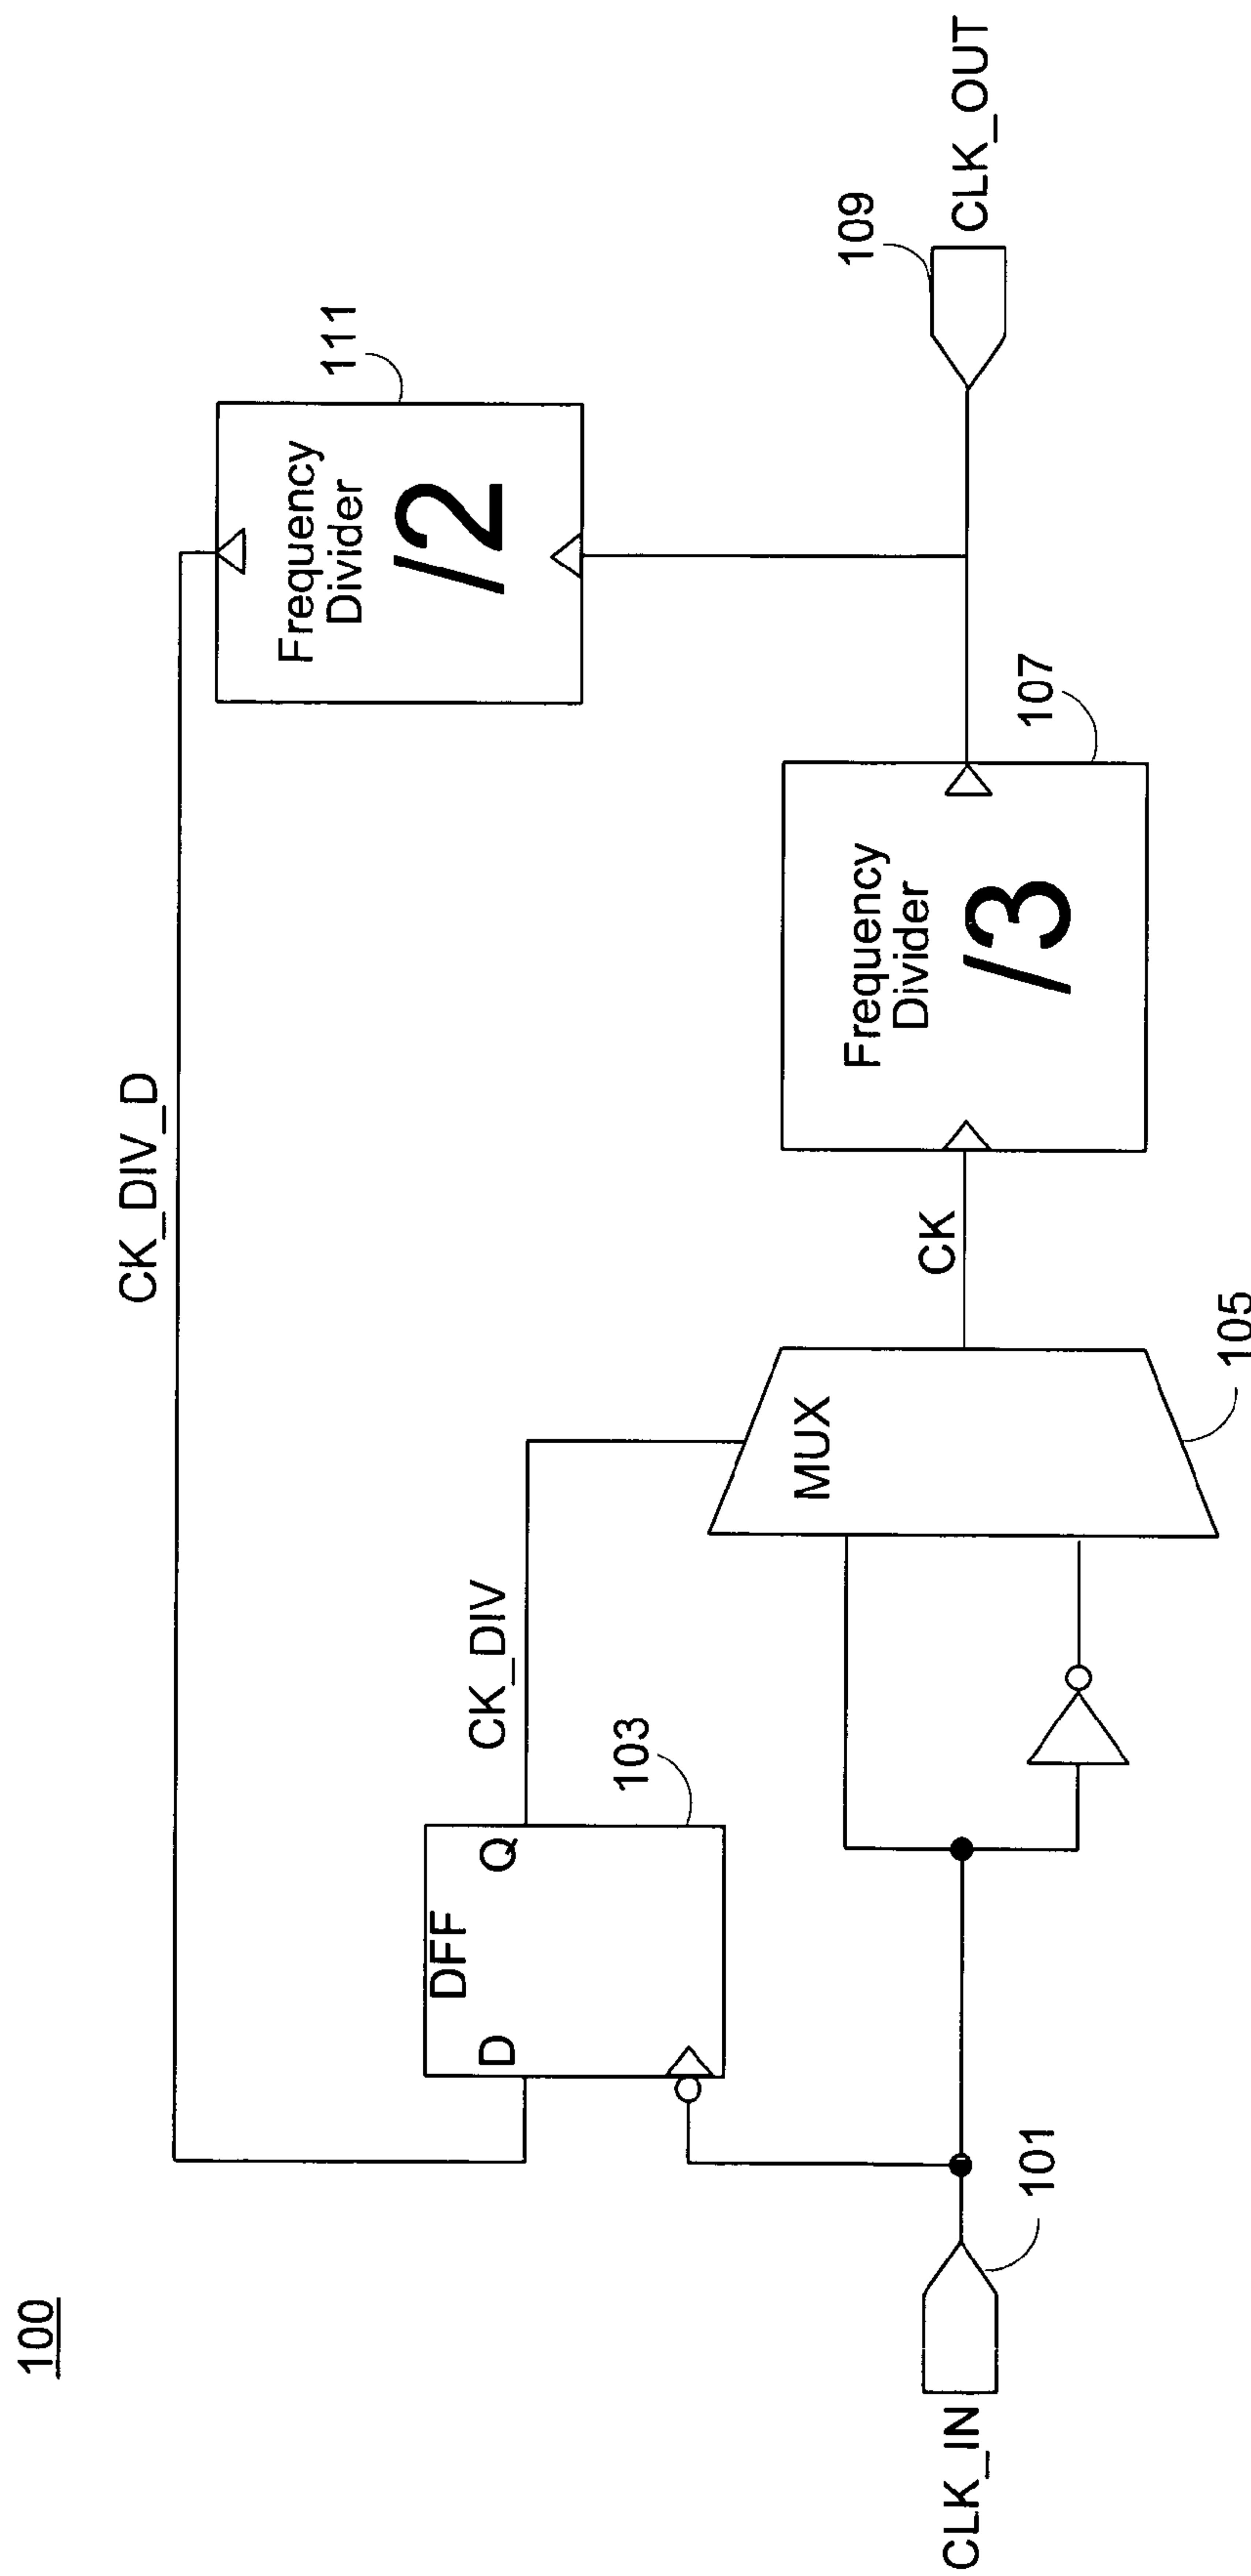 100
CK_DIV_D
Frequency
Divider
/2
111
CK_DIV
DFF
D
Q
103
MUX
105
CK
Frequency
Divider
/3
107
109
CLK_IN
101
CLK_OUT